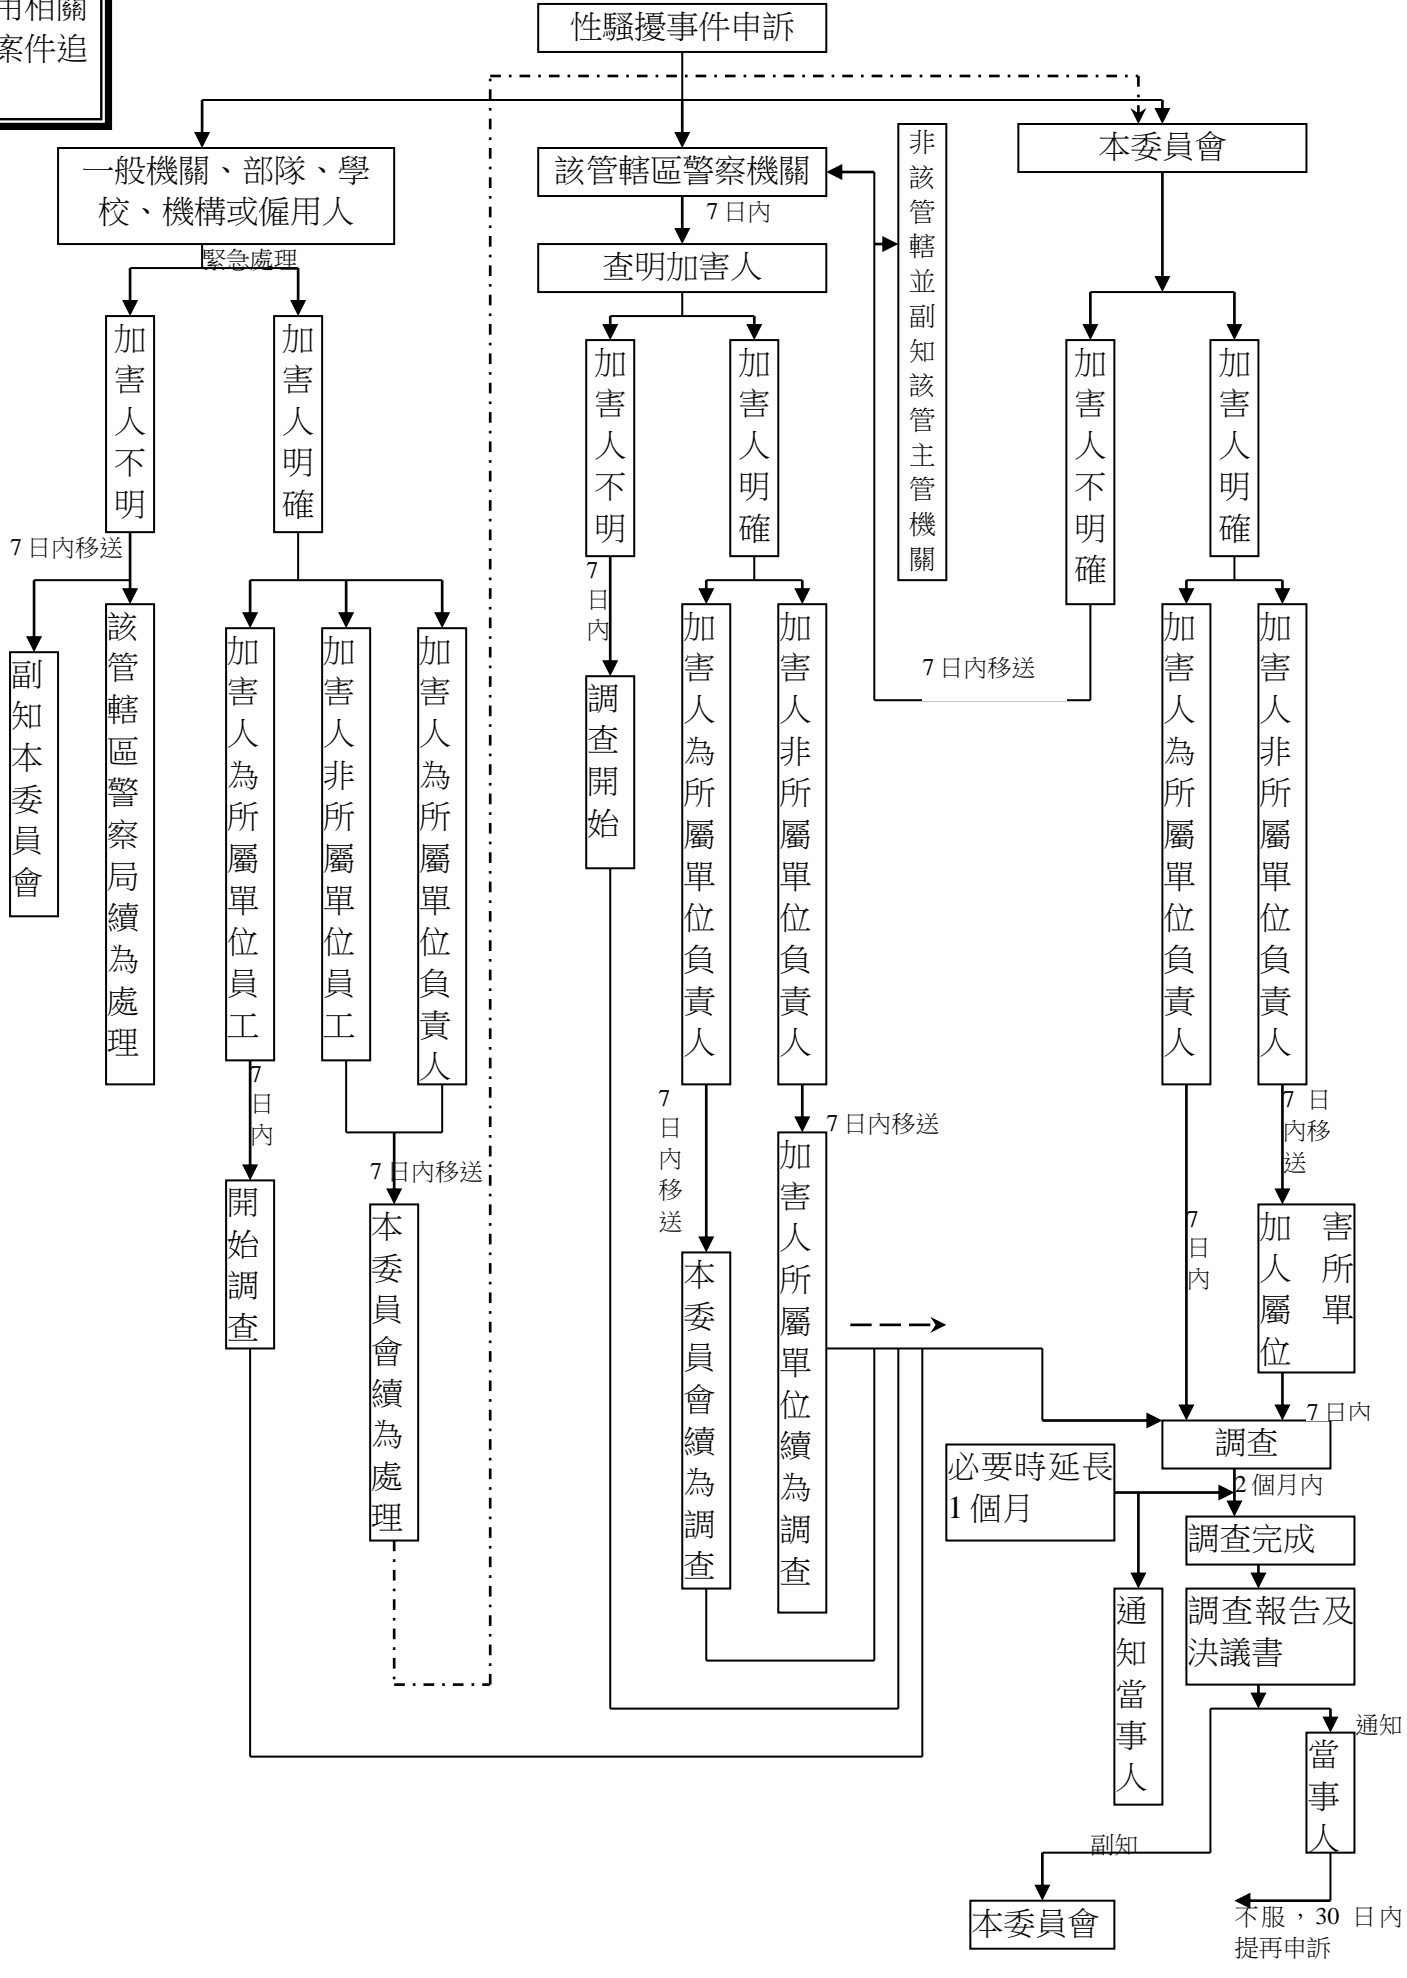 用相關
案件追
性騷擾事件申訴
一般機關、部隊、學
校、機構或僱用人
該管轄區警察機關
非該管轄並副知該管主管機關
本委員會
緊急處理
7 日內
查明加害人
加害人不明
加害人明確
加害人不明
加害人明確
加害人不明確
加害人明確
7 日內移送
副知本委員會
該管轄區警察局續為處理
加害人為所屬單位員工
加害人非所屬單位員工
加害人為所屬單位負責人
7日內
調查開始
加害人為所屬單位負責人
加害人非所屬單位負責人
7 日內移送
加害人為所屬單位負責人
加害人非所屬單位負責人
7日內
開始調查
7 日內移送
本委員會續為處理
7日內移送
本委員會續為調查
7 日內移送
加害人所屬單位續為調查
7日內
7 日
內移
送
加害
人所
屬單
位
7 日內
調查
必要時延長
1 個月
2 個月內
調查完成
通知當事人
調查報告及
決議書
通知
當事人
副知
本委員會
不服，30 日內
提再申訴